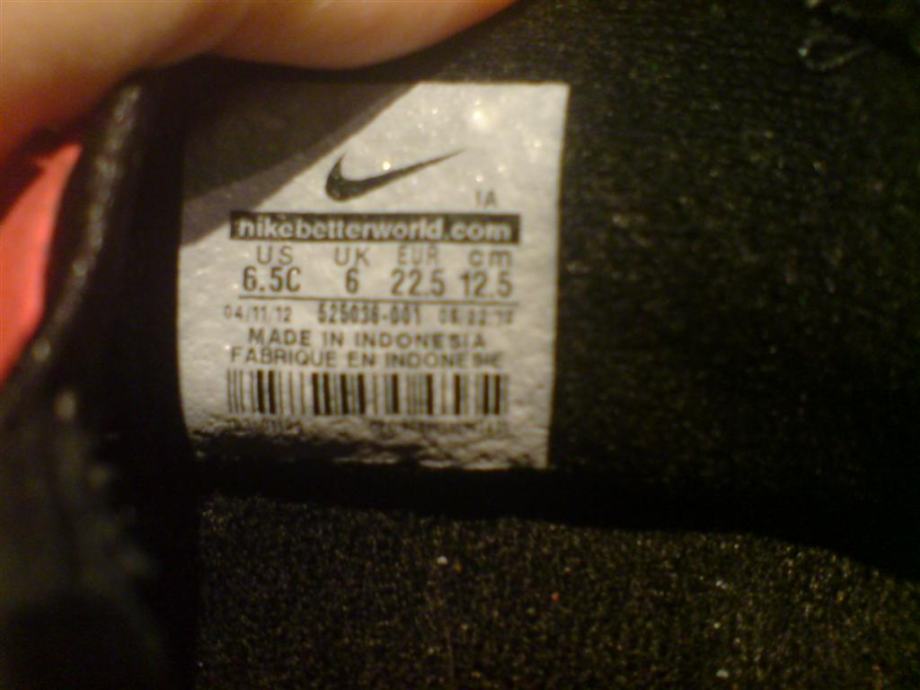 1A
nikebetterworld.com
US UK EUR cm
6.5C 6 22.5 12.5
04/11/12 525036-001
MADE IN INDONESIA
FABRIQUE EN INDONESIE